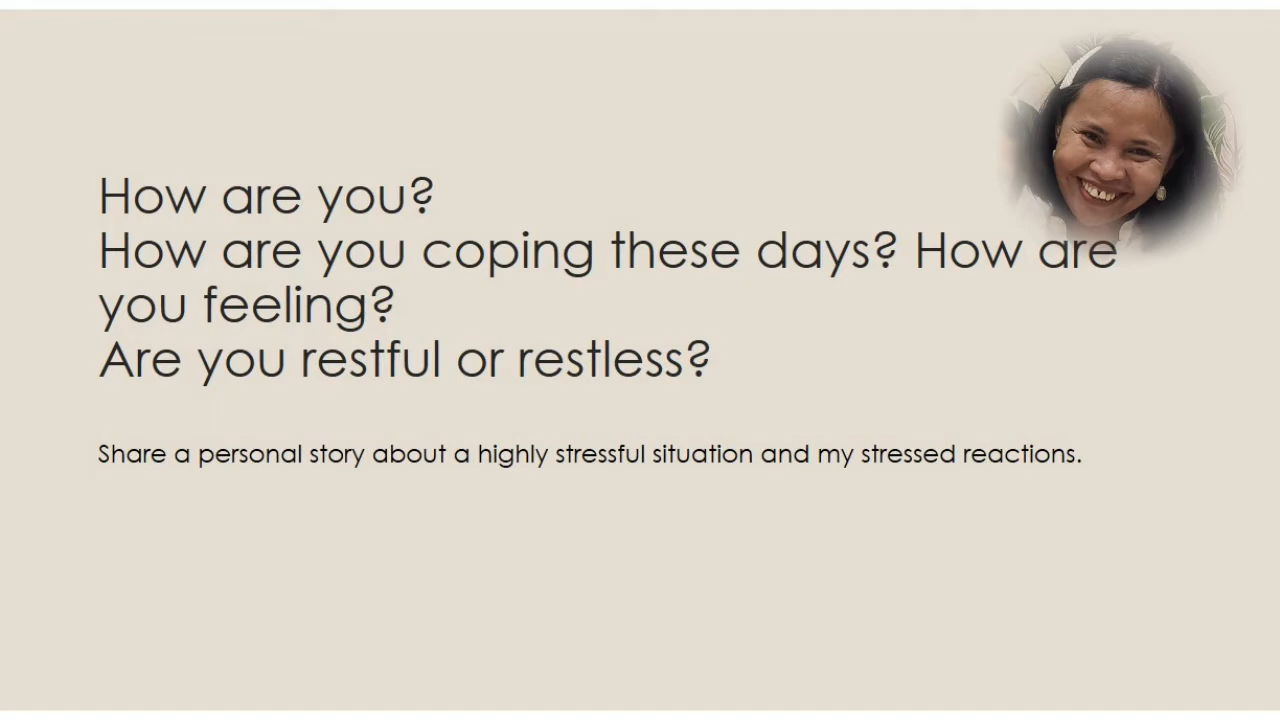 How are you?
How are you coping these days? How are
you feeling?
Are you restful or restless?
Share a personal story about a highly stressful situation and my stressed reactions.